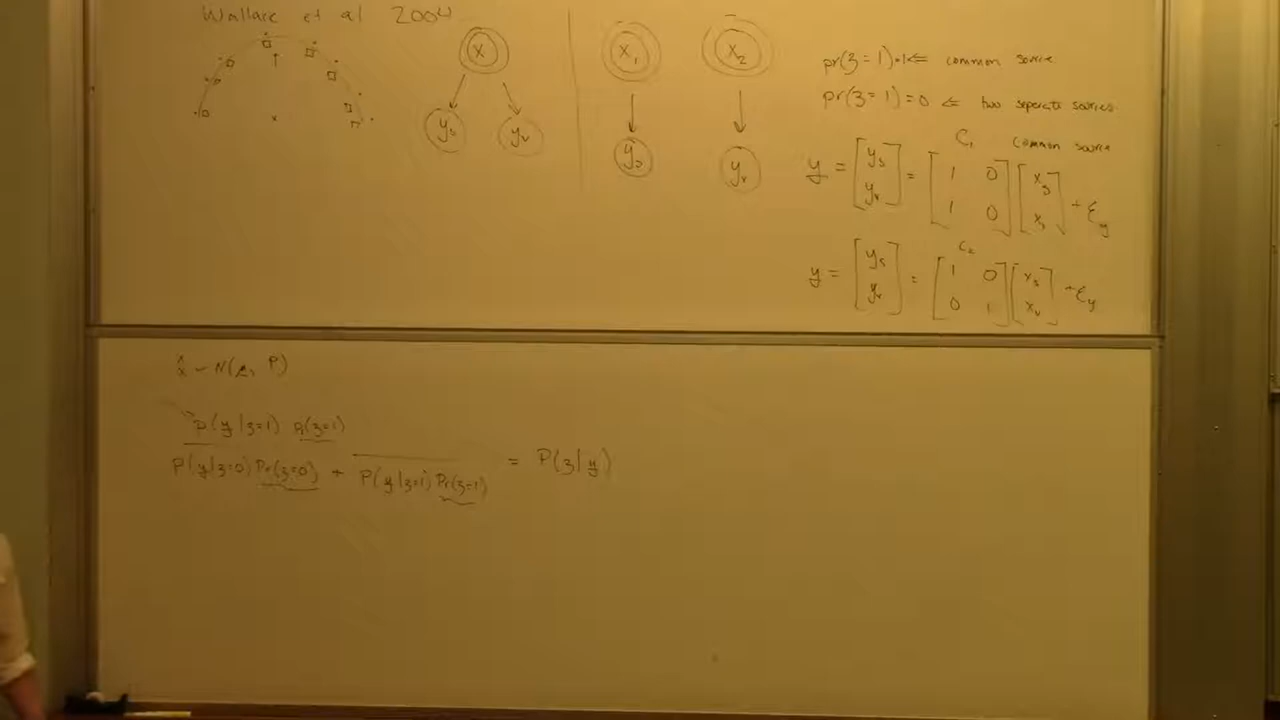 Wallace et al 2004
x
y_s y_v
x_1 x_2
y_s y_v
pr(z=1)=1 ⇐ common source
pr(z=1)=0 ⇐ two seperate sources.
C_1 common source
y = [y_s y_v] = [1 0 1 0] [x_s x_s] + ε_y
C_2
y = [y_s y_v] = [1 0 0 1] [x_s x_v] + ε_y
x̂ ~ N( , P)
p(y|z=1) Pr(z=1)
P(y|z=0) Pr(z=0) + P(y|z=1) Pr(z=1) = P(z|y)